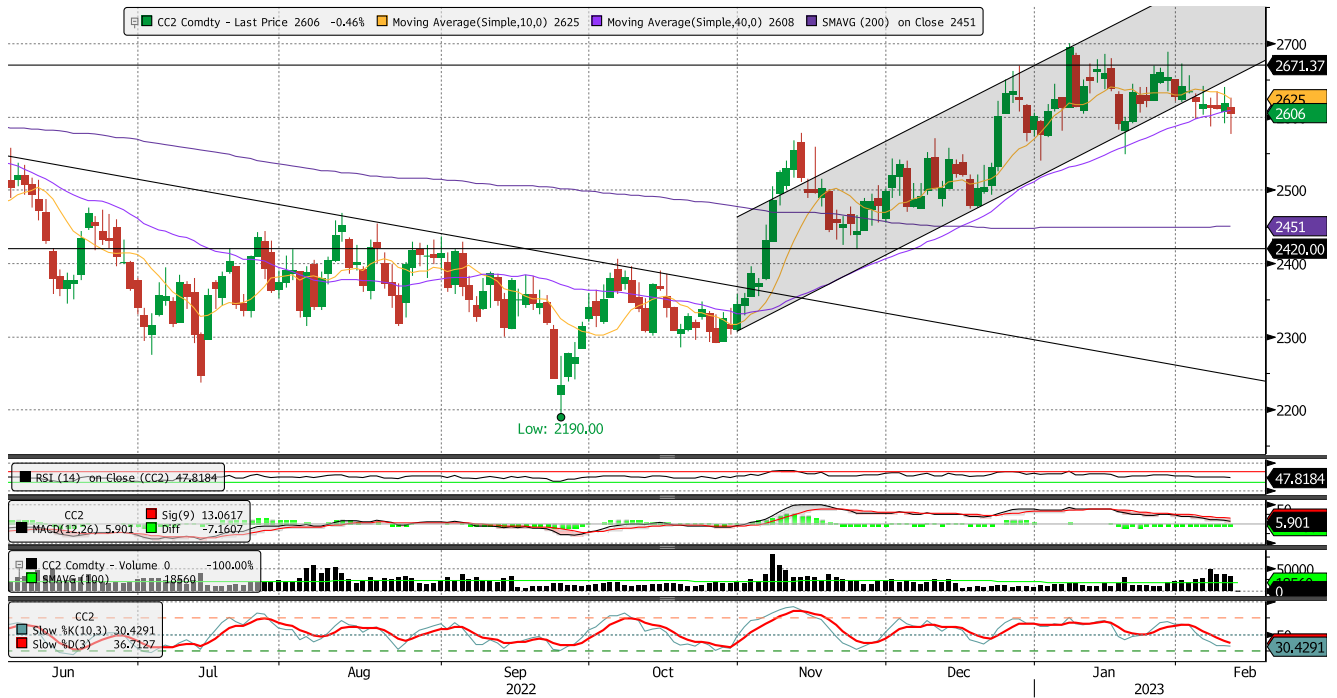 CC2 Comdty - Last Price 2606 -0.46% Moving Average(Simple,10,0) 2625 Moving Average(Simple,40,0) 2608 SMAVG (200) on Close 2451
2700
2671.37
2625
2606
2500
2451
2420.00
2400
2300
2200
Low: 2190.00
RSI (14) on Close (CC2) 47.8184
47.8184
CC2 Sig(9) 13.0617
MACD(12,26) 5.901 Diff -7.1607
5.901
CC2 Comdty - Volume 0 -100.00%
SMAVG (100) 18560
50000
18560
0
CC2
Slow %K(10,3) 30.4291
Slow %D(3) 36.7127
30.4291
Jun Jul Aug Sep Oct Nov Dec Jan Feb
2022 2023